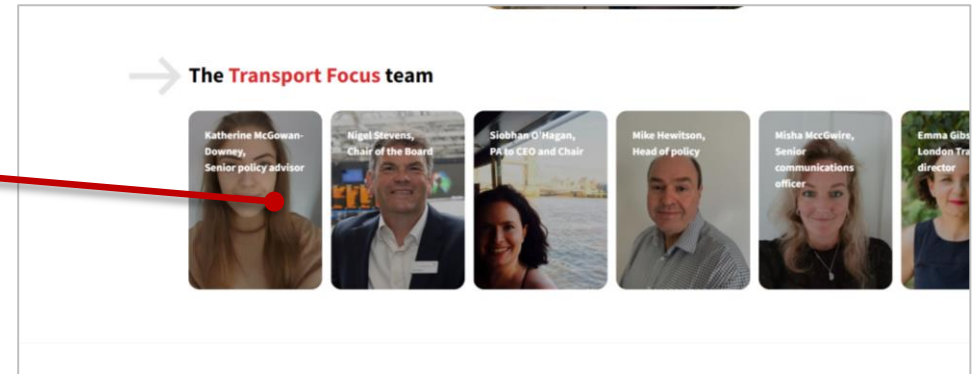 The Transport Focus team
Katherine McGowan-
Downey,
Senior policy advisor
Nigel Stevens,
Chair of the Board
Siobhan O'Hagan,
PA to CEO and Chair
Mike Hewitson,
Head of policy
Misha MccGwire,
Senior
communications
officer
Emma Gibs
London Tra
director